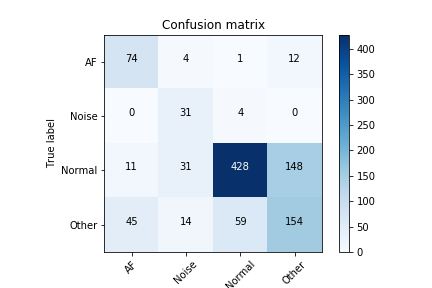 Confusion matrix
AF 74 4 1 12
Noise 0 31 4 0
Normal 11 31 428 148
Other 45 14 59 154
True label
AF Noise Normal Other
400
350
300
250
200
150
100
50
0